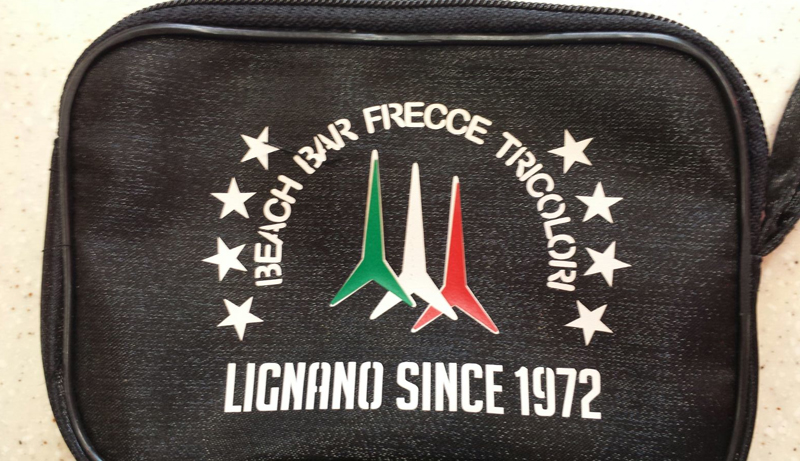 BEACH BAR FRECCE TRICOLORI
LIGNANO SINCE 1972